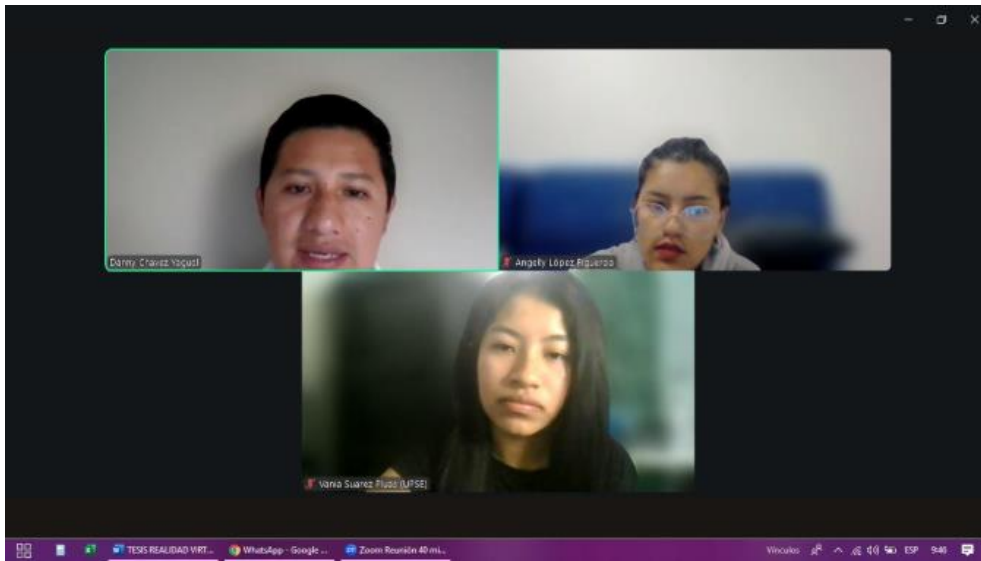 Danny Chavez Yoguel
Angelly López Figueroa
Vania Suarez (UPSE)
TESIS REALIDAD VIRT...
WhatsApp - Google ...
Zoom Reunión 40 mi...
Vínculos
ESP
9:46